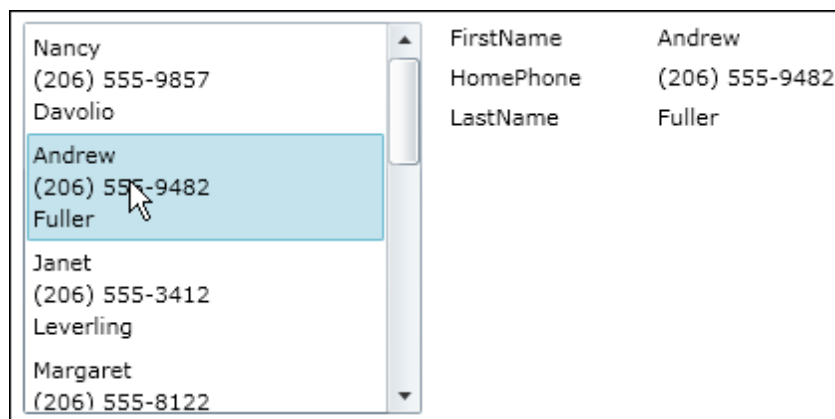 Nancy
(206) 555-9857
Davolio
Andrew
(206) 555-9482
Fuller
Janet
(206) 555-3412
Leverling
Margaret
(206) 555-8122
FirstName Andrew
HomePhone (206) 555-9482
LastName Fuller